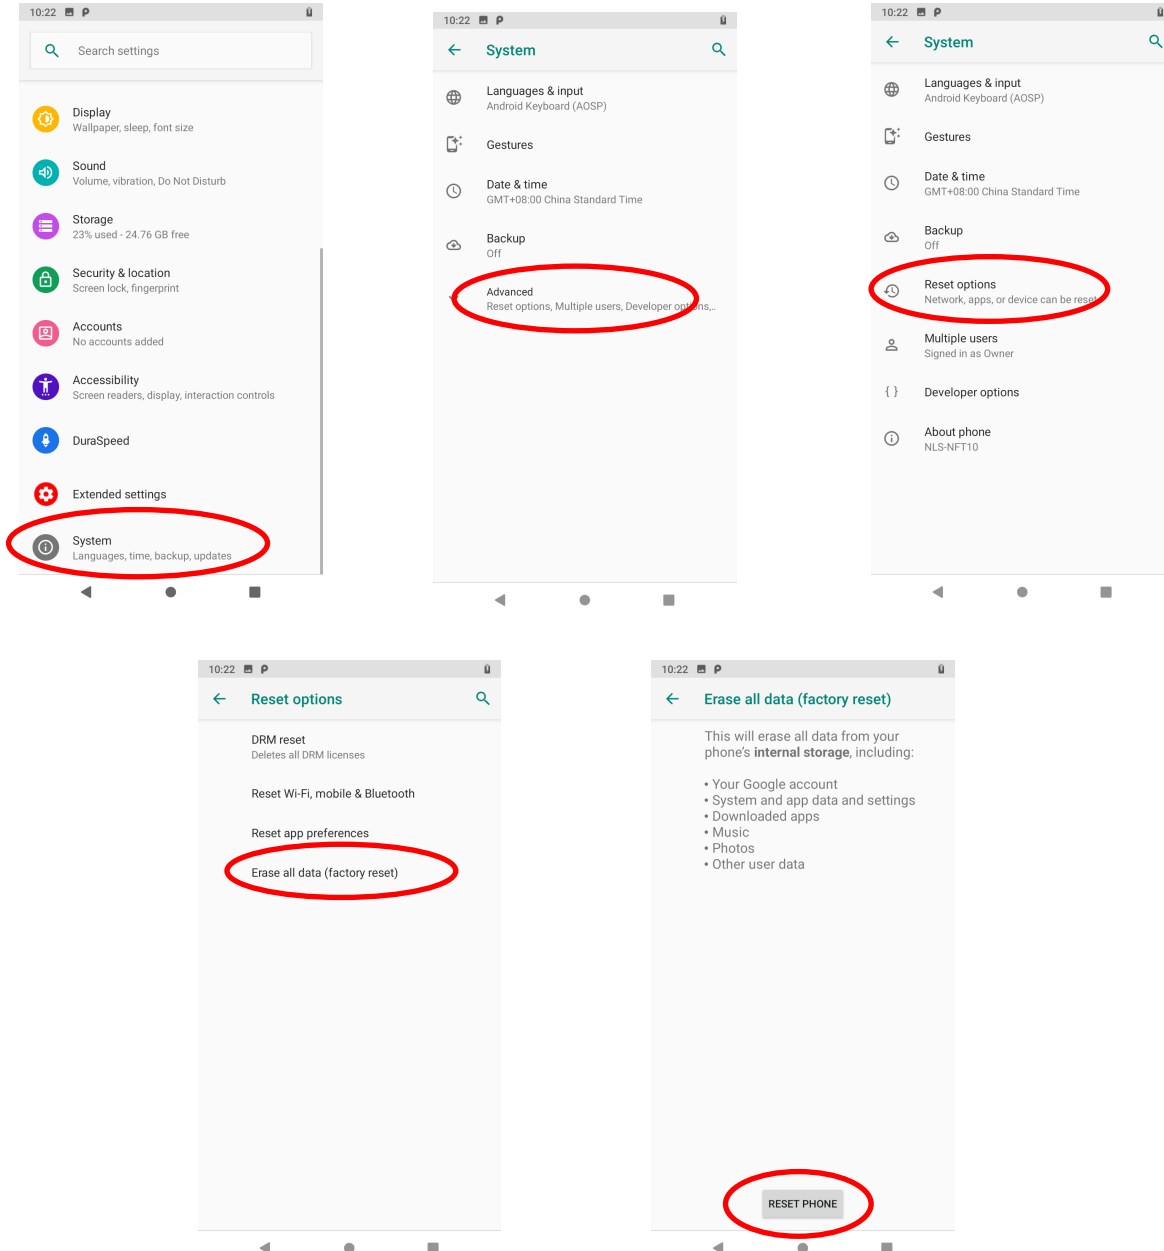 10:22
Search settings
Display
Wallpaper, sleep, font size
Sound
Volume, vibration, Do Not Disturb
Storage
23% used - 24.76 GB free
Security & location
Screen lock, fingerprint
Accounts
No accounts added
Accessibility
Screen readers, display, interaction controls
DuraSpeed
Extended settings
System
Languages, time, backup, updates
10:22
System
Languages & input
Android Keyboard (AOSP)
Gestures
Date & time
GMT+08:00 China Standard Time
Backup
Off
Advanced
Reset options, Multiple users, Developer options,..
10:22
System
Languages & input
Android Keyboard (AOSP)
Gestures
Date & time
GMT+08:00 China Standard Time
Backup
Off
Reset options
Network, apps, or device can be reset
Multiple users
Signed in as Owner
Developer options
About phone
NLS-NFT10
10:22
Reset options
DRM reset
Deletes all DRM licenses
Reset Wi-Fi, mobile & Bluetooth
Reset app preferences
Erase all data (factory reset)
10:22
Erase all data (factory reset)
This will erase all data from your
phone's internal storage, including:
• Your Google account
• System and app data and settings
• Downloaded apps
• Music
• Photos
• Other user data
RESET PHONE